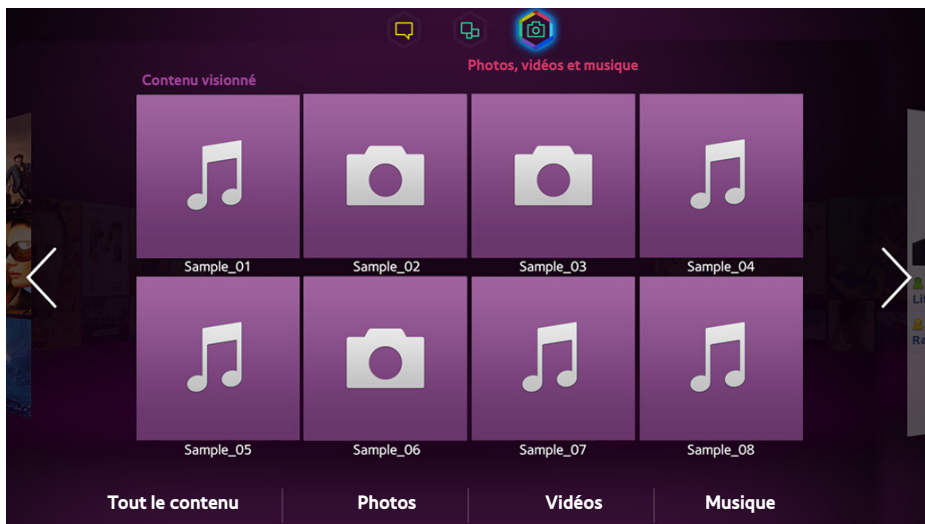 Photos, vidéos et musique
Contenu visionné
Sample_01 Sample_02 Sample_03 Sample_04
Sample_05 Sample_06 Sample_07 Sample_08
Tout le contenu Photos Vidéos Musique